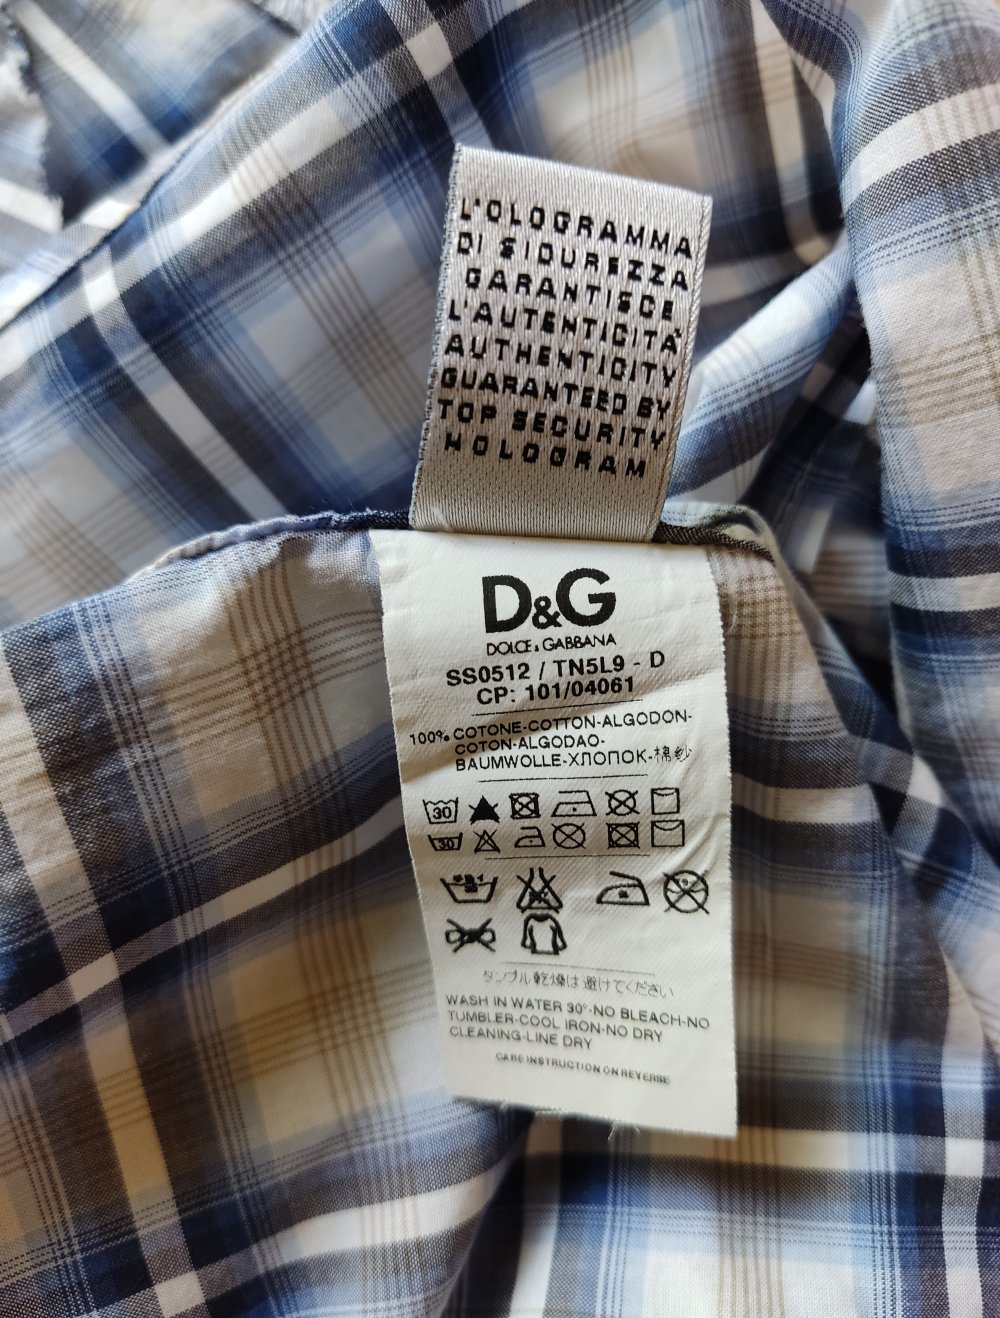 L'OLOGRAMMA
DI SICUREZZA
GARANTISCE
L'AUTENTICITÀ
AUTHENTICITY
GUARANTEED BY
TOP SECURITY
HOLOGRAM
D&G
DOLCE & GABBANA
SS0512 / TN5L9 - D
CP: 101/04061
100% COTONE-COTTON-ALGODON-
COTON-ALGODAO-
BAUMWOLLE-ХЛОПОК-棉纱
30
30
タンブル乾燥は避けてください
WASH IN WATER 30°-NO BLEACH-NO
TUMBLER-COOL IRON-NO DRY
CLEANING-LINE DRY
CARE INSTRUCTION ON REVERSE